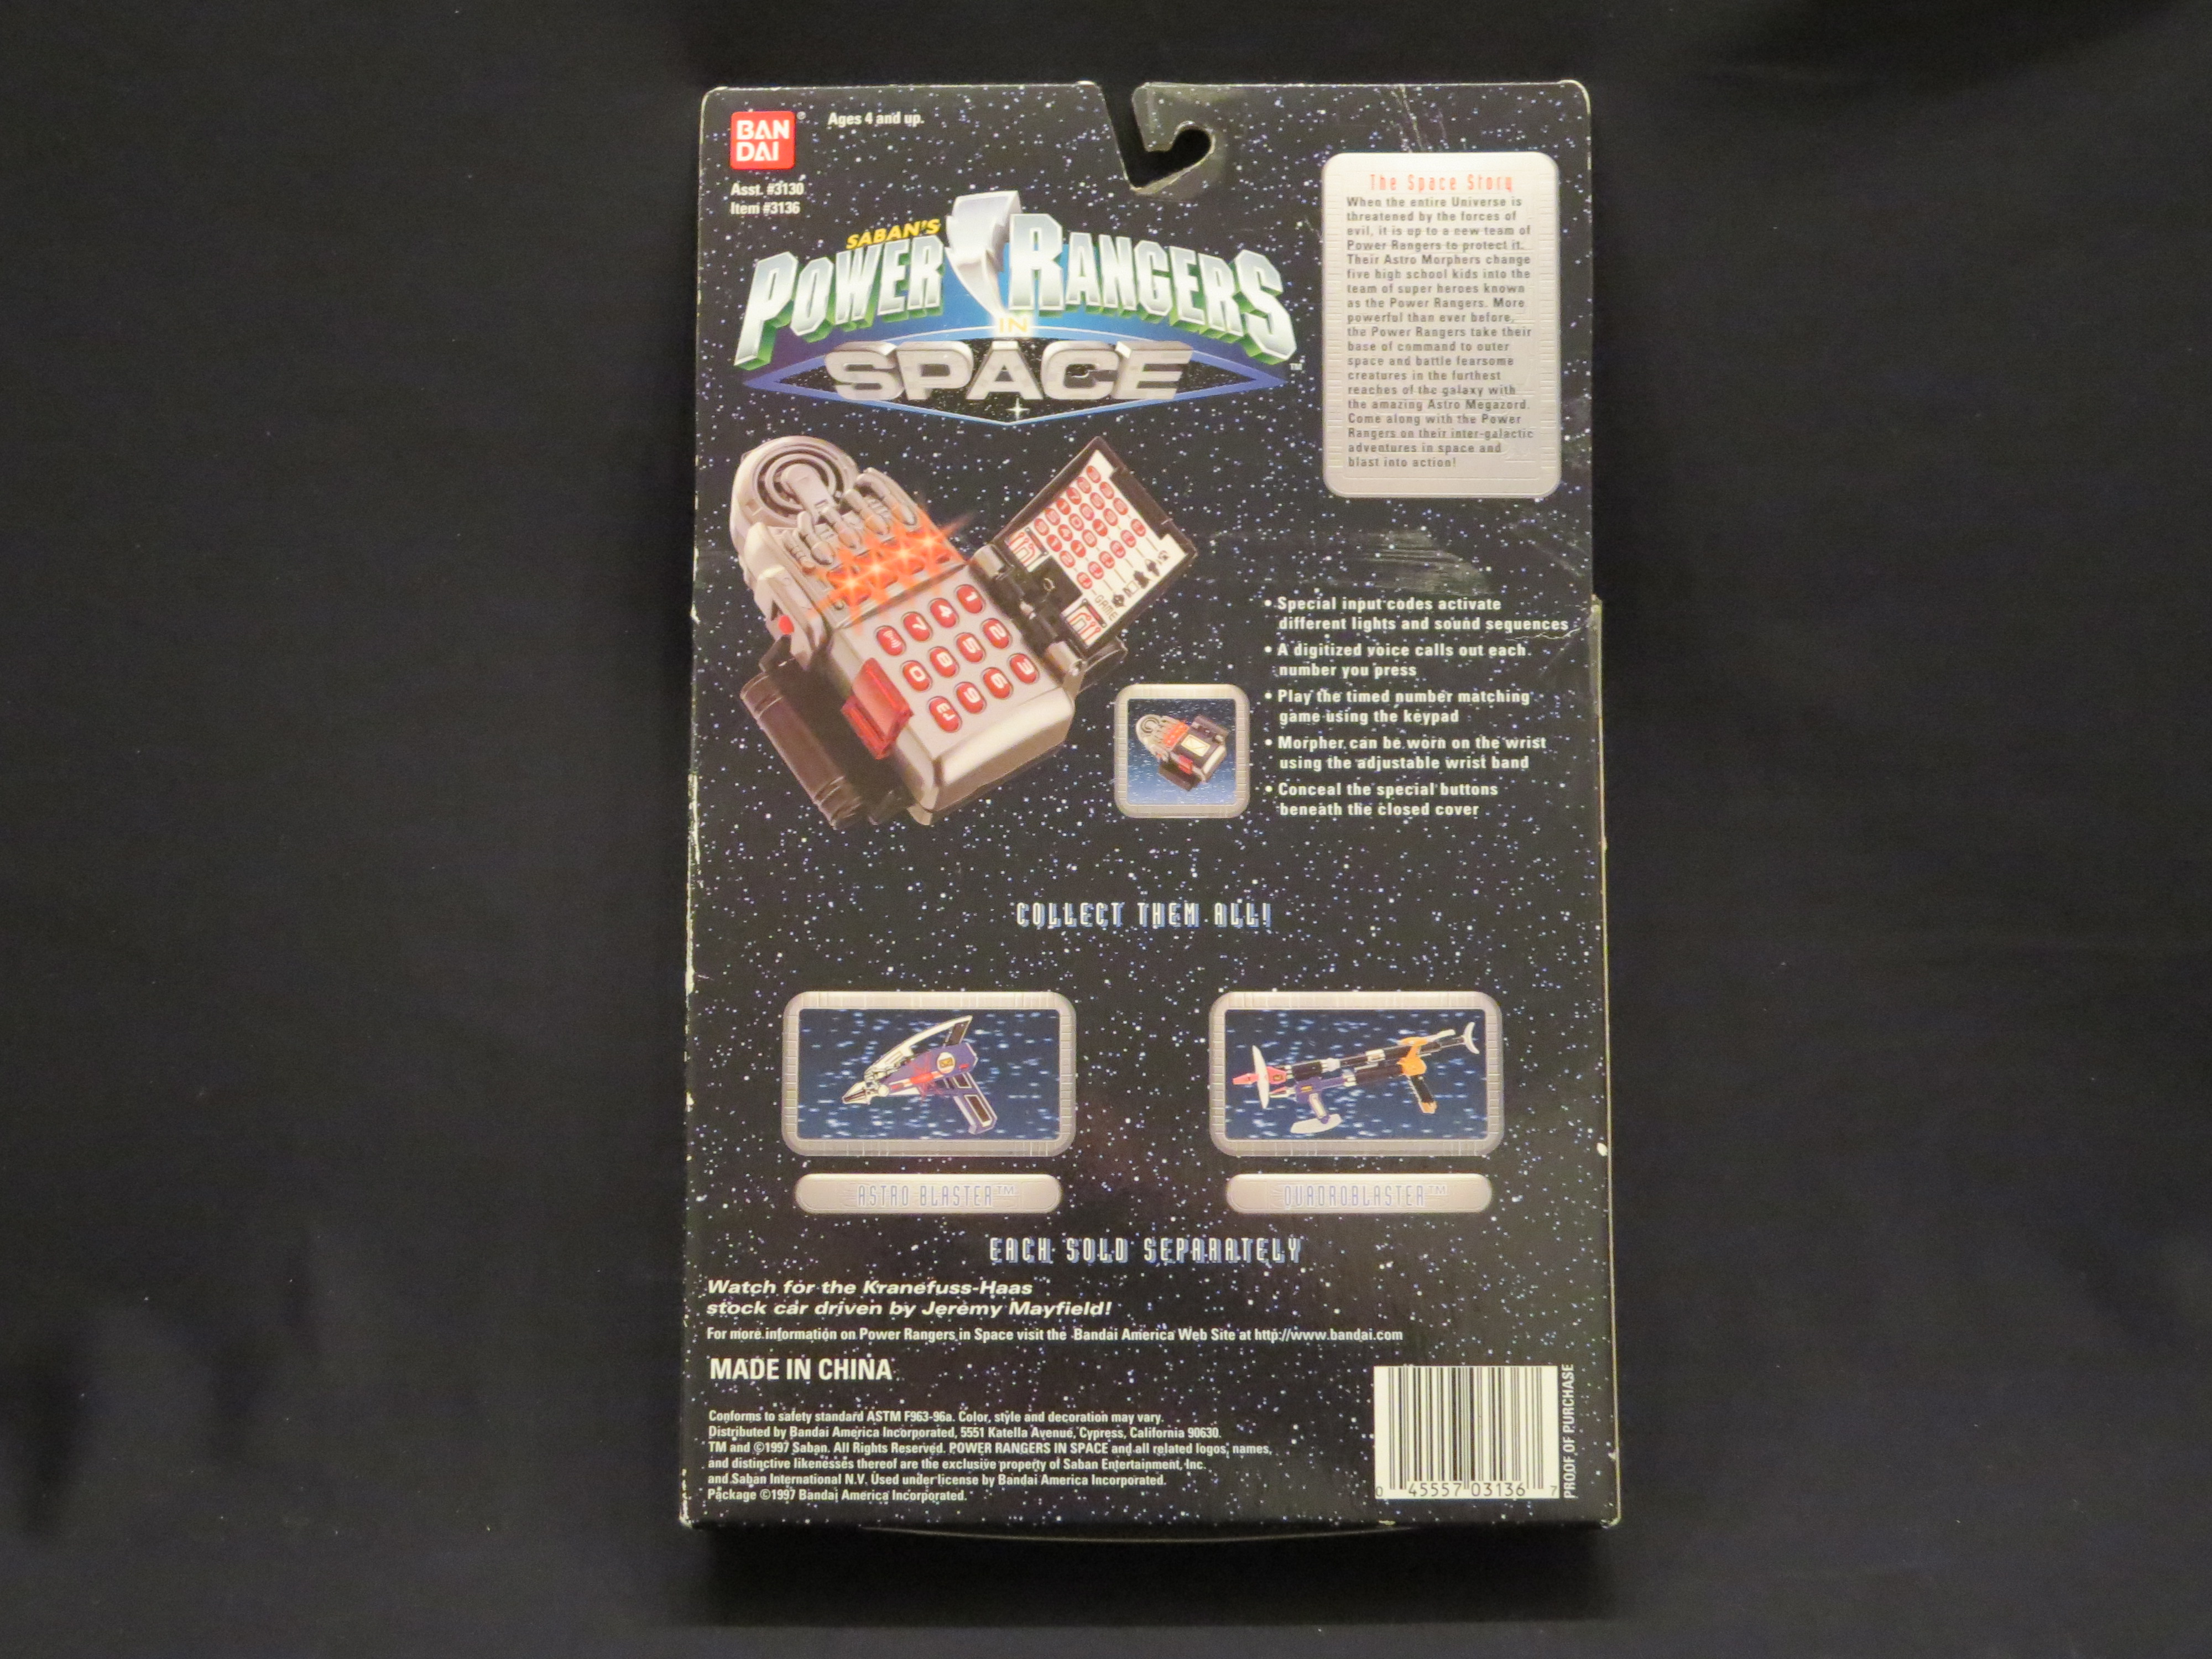 BAN
DAI
®
Ages 4 and up.
Asst. #3130
Item #3136
SABAN'S
POWER RANGERS
IN
SPACE
TM
The Space Story
When the entire Universe is
threatened by the forces of
evil, it is up to a new team of
Power Rangers to protect it.
Their Astro Morphers change
five high school kids into the
team of super heroes known
as the Power Rangers. More
powerful than ever before,
the Power Rangers take their
base of command to outer
space and battle fearsome
creatures in the furthest
reaches of the galaxy with
the amazing Astro Megazord.
Come along with the Power
Rangers on their inter-galactic
adventures in space and
blast into action!
1 2 3
4 5 6
7 8 9
0
GAME
• Special input codes activate
different lights and sound sequences
• A digitized voice calls out each
number you press
• Play the timed number matching
game using the keypad
• Morpher can be worn on the wrist
using the adjustable wrist band
• Conceal the special buttons
beneath the closed cover
COLLECT THEM ALL!
ASTRO BLASTER™
QUADROBLASTER™
EACH SOLD SEPARATELY
Watch for the Kranefuss-Haas
stock car driven by Jeremy Mayfield!
For more information on Power Rangers in Space visit the Bandai America Web Site at http://www.bandai.com
MADE IN CHINA
Conforms to safety standard ASTM F963-96a. Color, style and decoration may vary.
Distributed by Bandai America Incorporated, 5551 Katella Avenue, Cypress, California 90630.
TM and ©1997 Saban. All Rights Reserved. POWER RANGERS IN SPACE and all related logos, names,
and distinctive likenesses thereof are the exclusive property of Saban Entertainment, Inc.
and Saban International N.V. Used under license by Bandai America Incorporated.
Package ©1997 Bandai America Incorporated.
0 45557 03136 7
PROOF OF PURCHASE